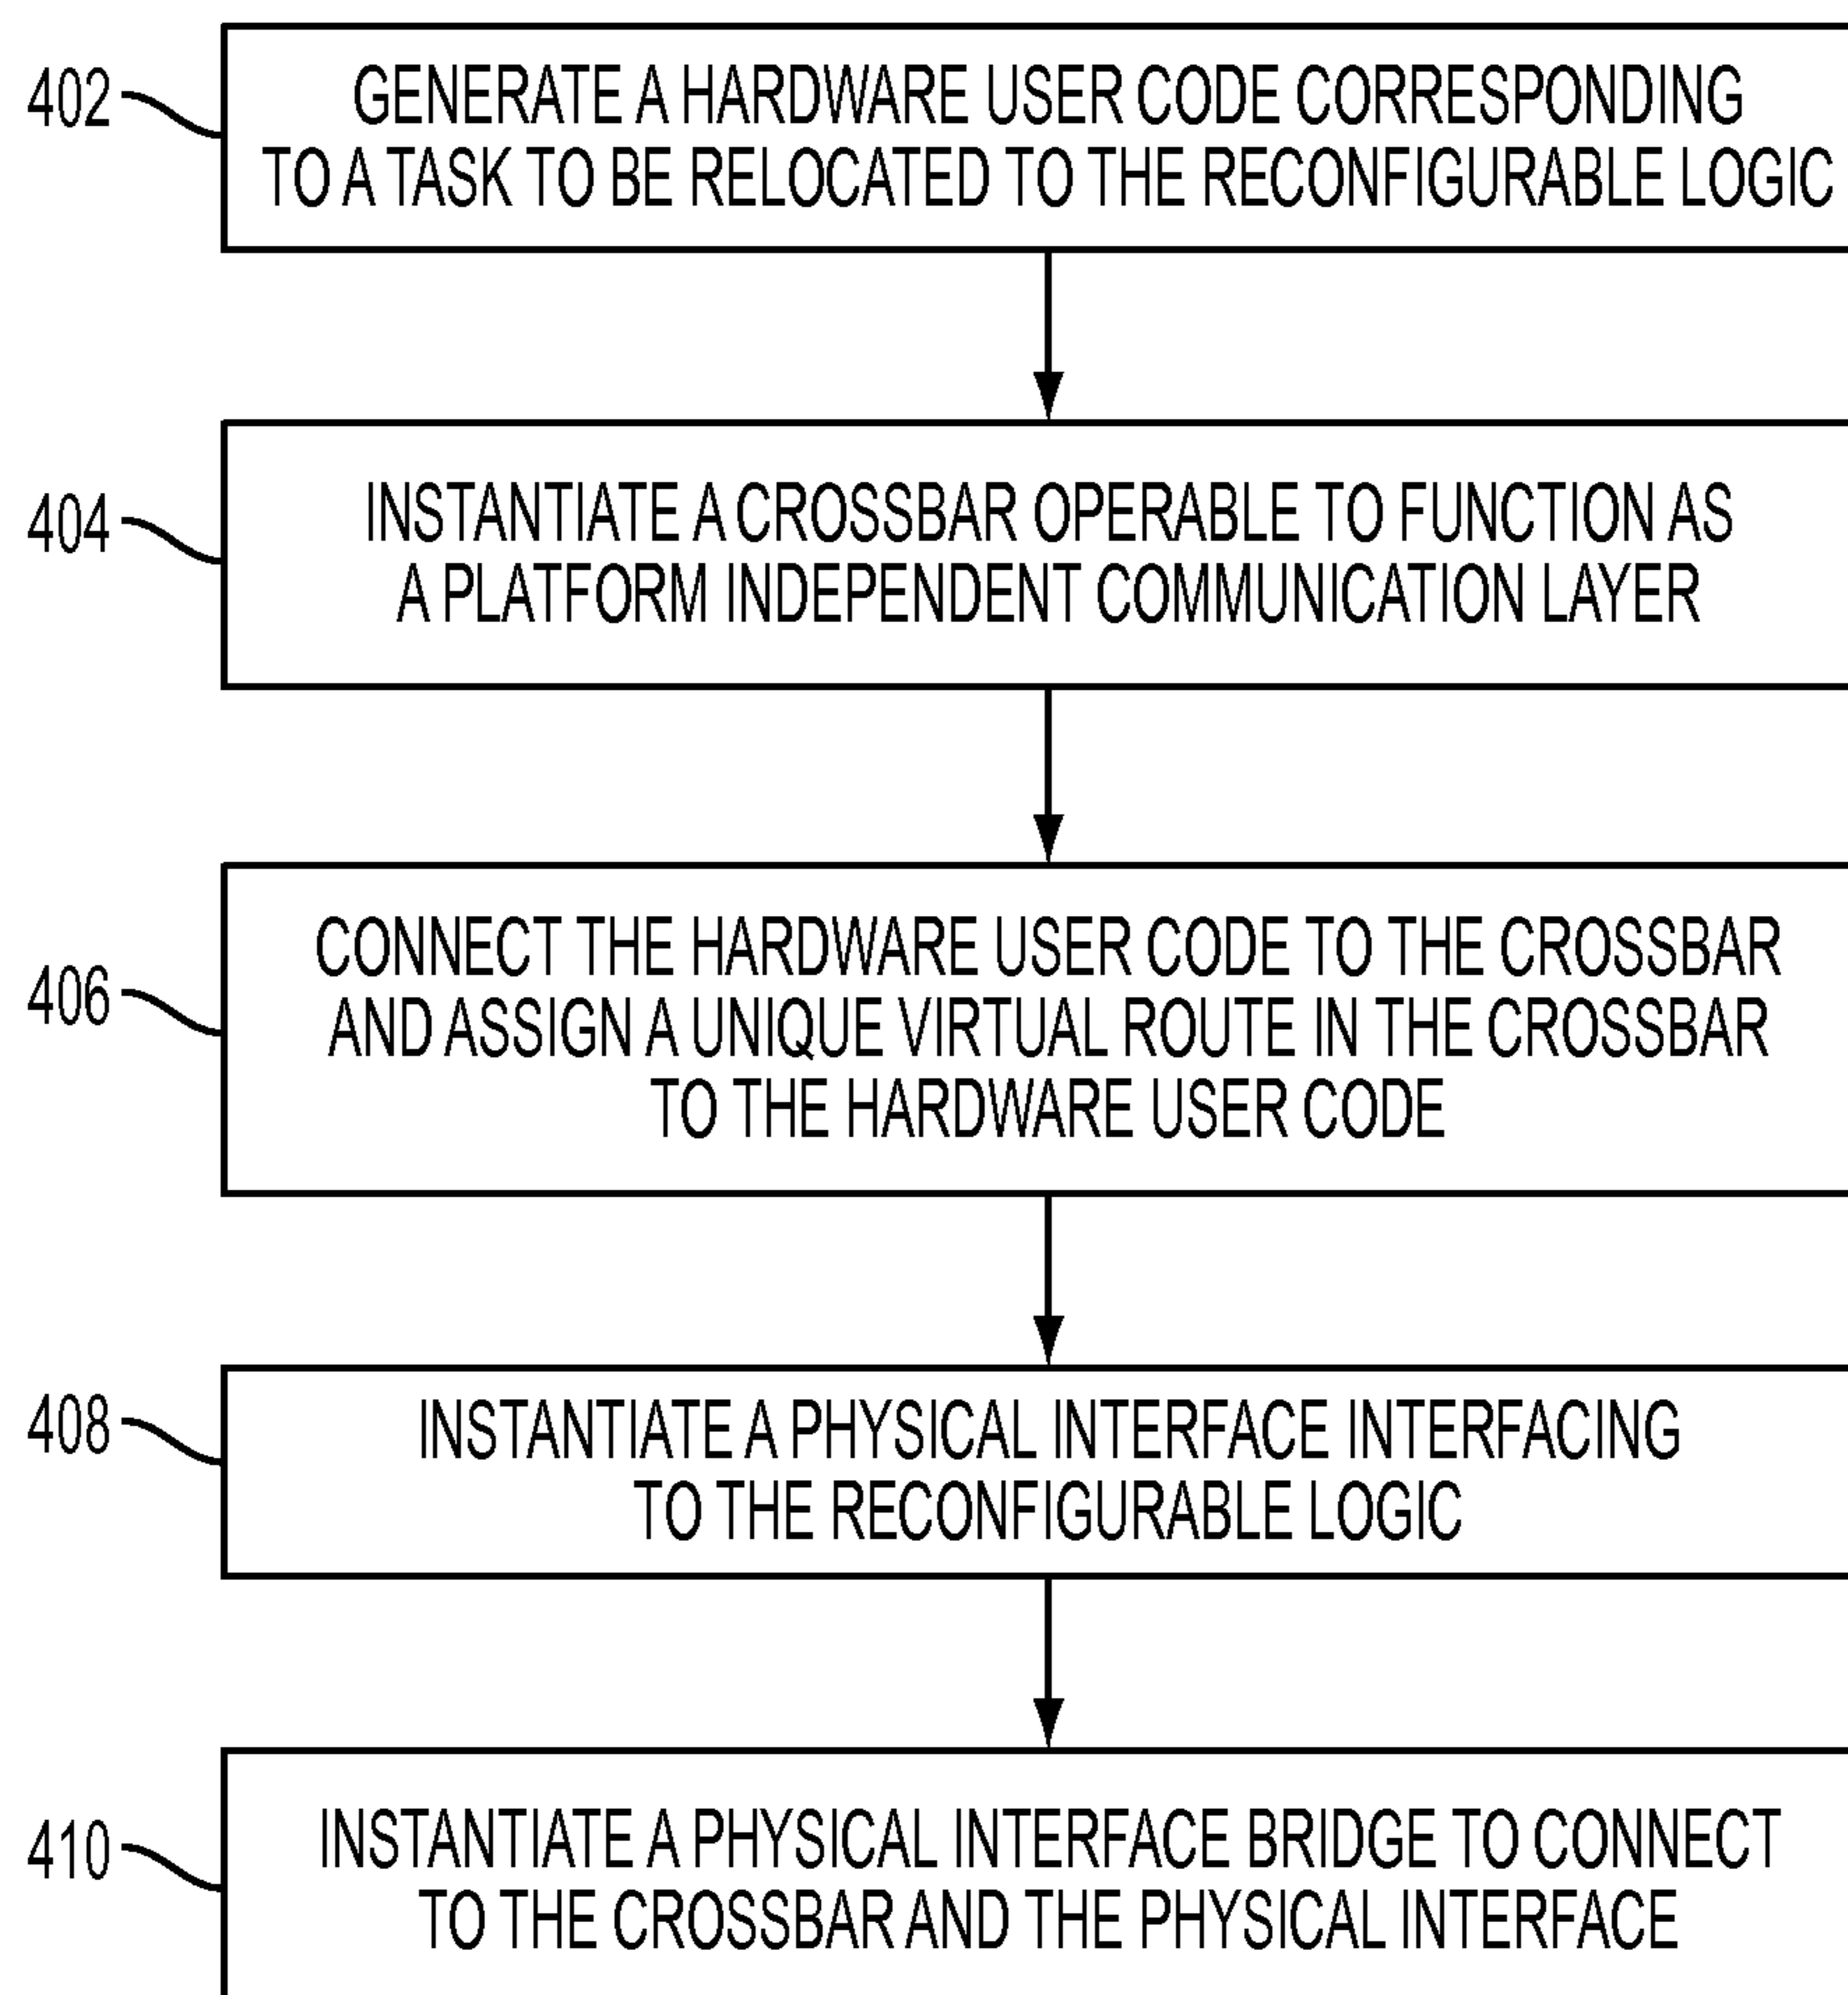 402
GENERATE A HARDWARE USER CODE CORRESPONDING
TO A TASK TO BE RELOCATED TO THE RECONFIGURABLE LOGIC
404
INSTANTIATE A CROSSBAR OPERABLE TO FUNCTION AS
A PLATFORM INDEPENDENT COMMUNICATION LAYER
406
CONNECT THE HARDWARE USER CODE TO THE CROSSBAR
AND ASSIGN A UNIQUE VIRTUAL ROUTE IN THE CROSSBAR
TO THE HARDWARE USER CODE
408
INSTANTIATE A PHYSICAL INTERFACE INTERFACING
TO THE RECONFIGURABLE LOGIC
410
INSTANTIATE A PHYSICAL INTERFACE BRIDGE TO CONNECT
TO THE CROSSBAR AND THE PHYSICAL INTERFACE